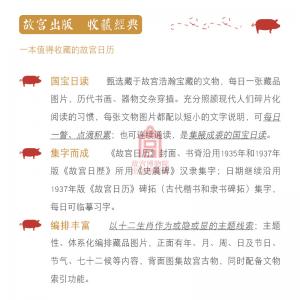 故宫出版 收藏經典
一本值得收藏的故宫日历
国宝日读 甄选藏于故宫浩瀚宝藏的文物，每日一张藏品
图片，历代书画、器物交杂穿插。充分照顾现代人们碎片化
阅读的习惯，每张文物图片都配以短小的文字说明，可每日
一瞥、点滴积累；也可连续通读，是集腋成裘的国宝日读。
集字而成 《故宫日历》封面、书脊沿用1935年和1937年
版《故宫日历》所用《史晨碑》汉隶集字；日期继续沿用
1937年版《故宫日历》碑拓（古代楷书和隶书碑拓）集字，
每日可临摹习字。
编排丰富 以十二生肖作为或隐或显的主题线索；主题
性、体系化编排藏品图片，正面有年、月、周、日及节日、
节气、七十二候等内容，背面图集故宫古物，同时配备文物
索引功能。
故宫博物院